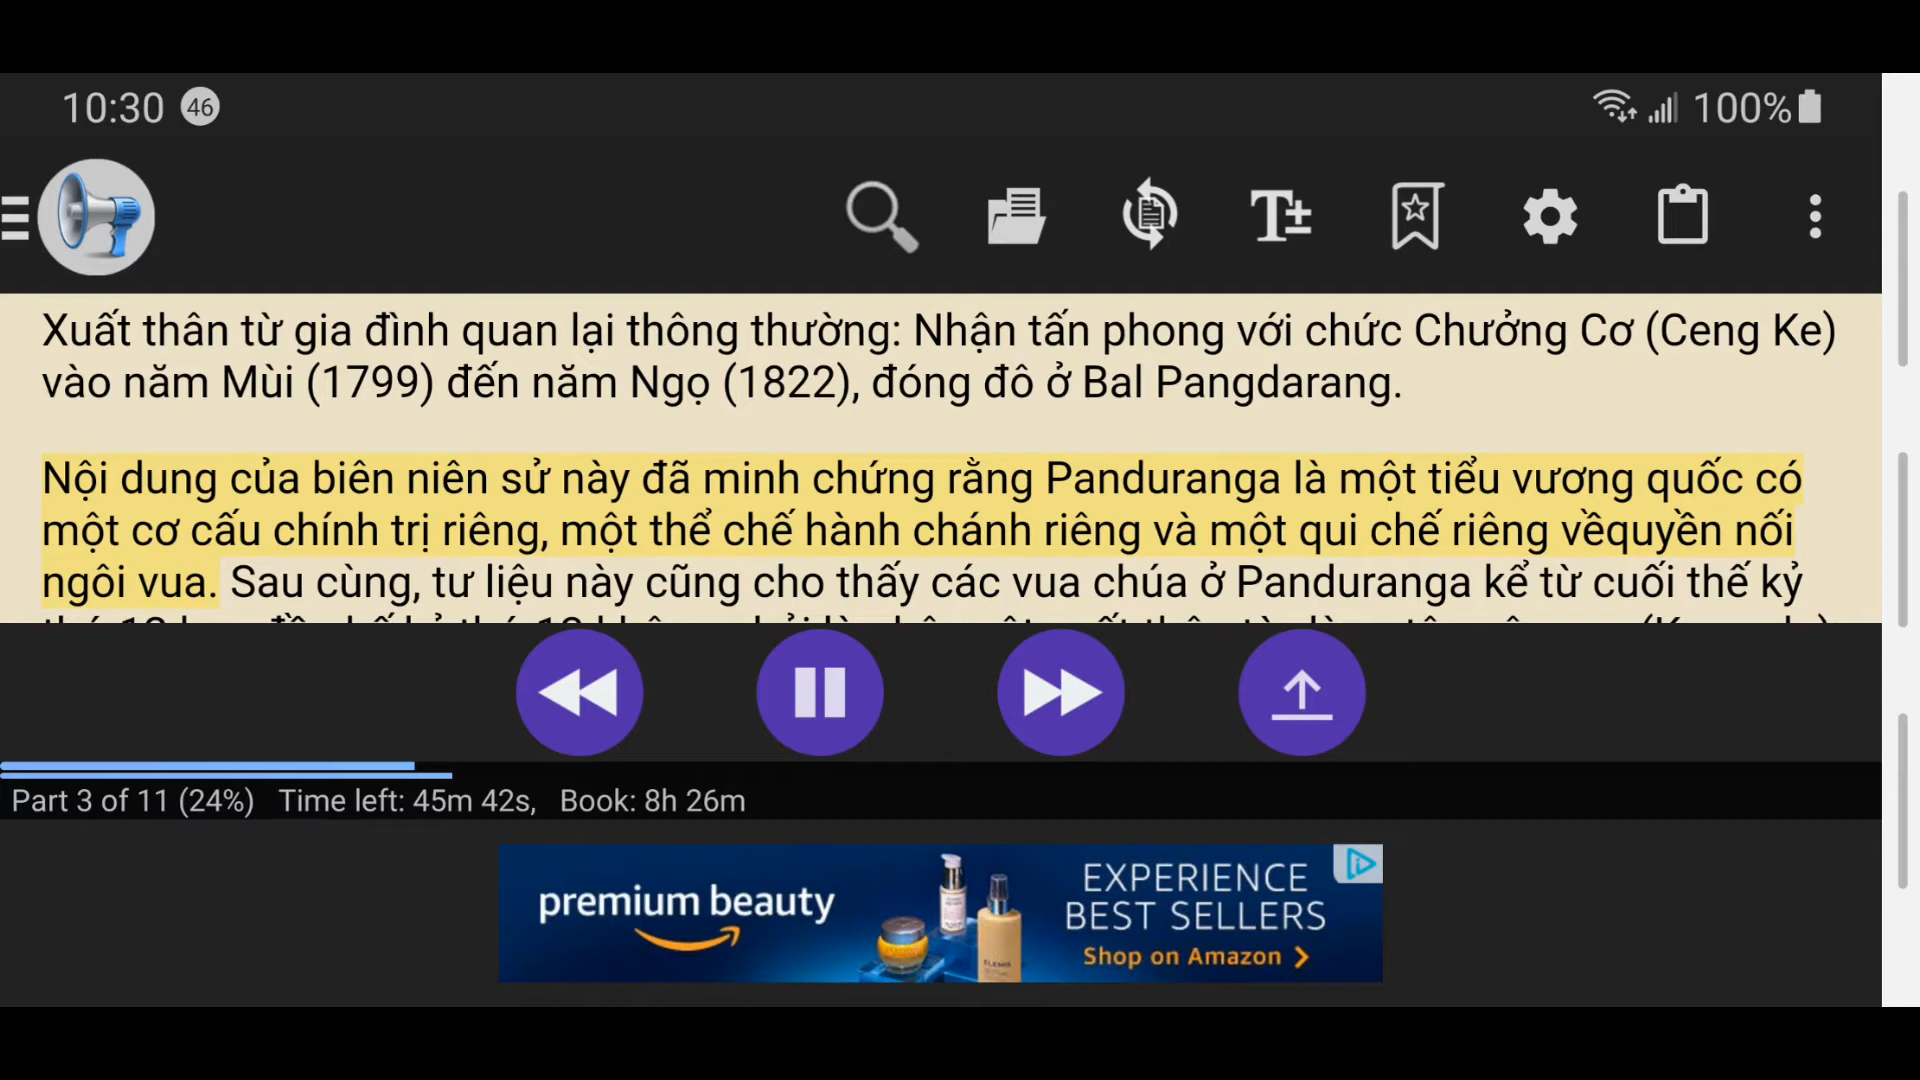 10:30 46 100%
T±
Xuất thân từ gia đình quan lại thông thường: Nhận tấn phong với chức Chưởng Cơ (Ceng Ke)
vào năm Mùi (1799) đến năm Ngọ (1822), đóng đô ở Bal Pangdarang.
Nội dung của biên niên sử này đã minh chứng rằng Panduranga là một tiểu vương quốc có
một cơ cấu chính trị riêng, một thể chế hành chánh riêng và một qui chế riêng vềquyền nối
ngôi vua. Sau cùng, tư liệu này cũng cho thấy các vua chúa ở Panduranga kể từ cuối thế kỷ
Part 3 of 11 (24%) Time left: 45m 42s, Book: 8h 26m
premium beauty
EXPERIENCE
BEST SELLERS
Shop on Amazon
ELEMIS